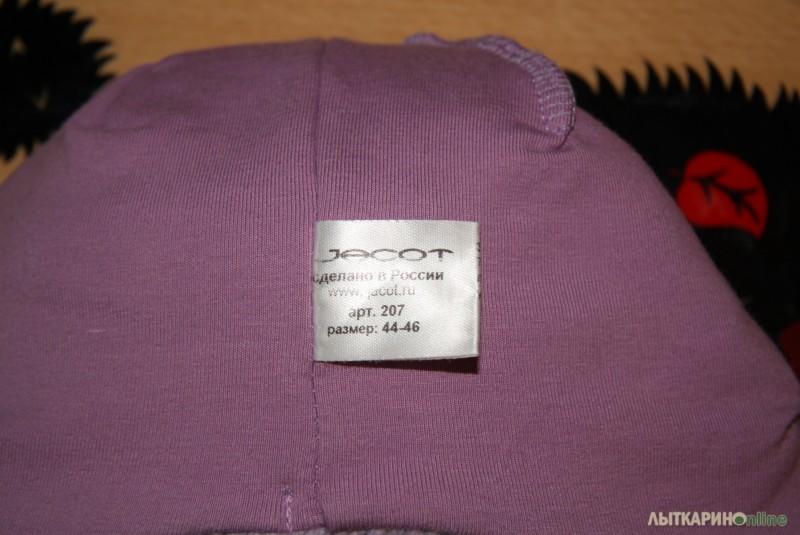 JACOT
сделано в России
www. jacot.ru
арт. 207
размер: 44-46
ЛЫТКАРИНОonline